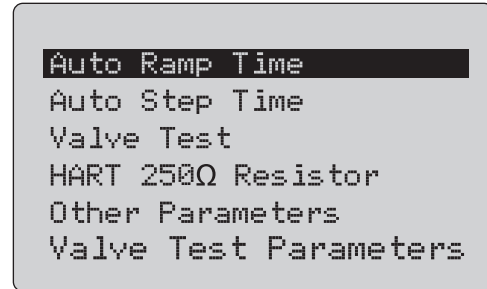 Auto Ramp Time
Auto Step Time
Valve Test
HART 250Ω Resistor
Other Parameters
Valve Test Parameters